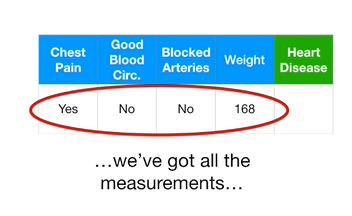 Chest Pain
Good Blood Circ.
Blocked Arteries
Weight
Heart Disease
Yes
No
No
168
…we've got all the
measurements…